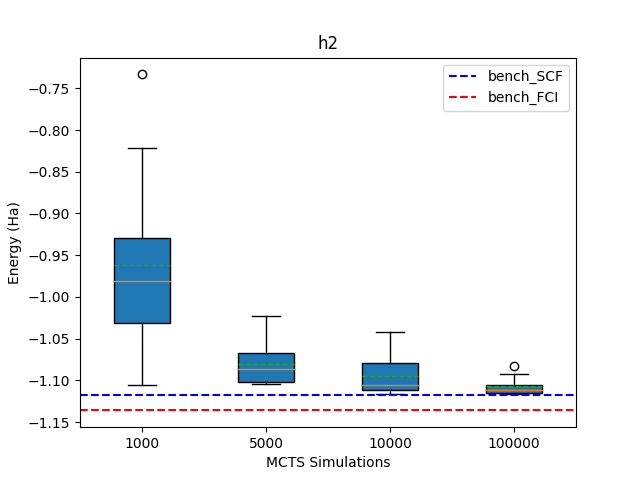 h2
bench_SCF
bench_FCI
Energy (Ha)
−0.75
−0.80
−0.85
−0.90
−0.95
−1.00
−1.05
−1.10
−1.15
1000 5000 10000 100000
MCTS Simulations